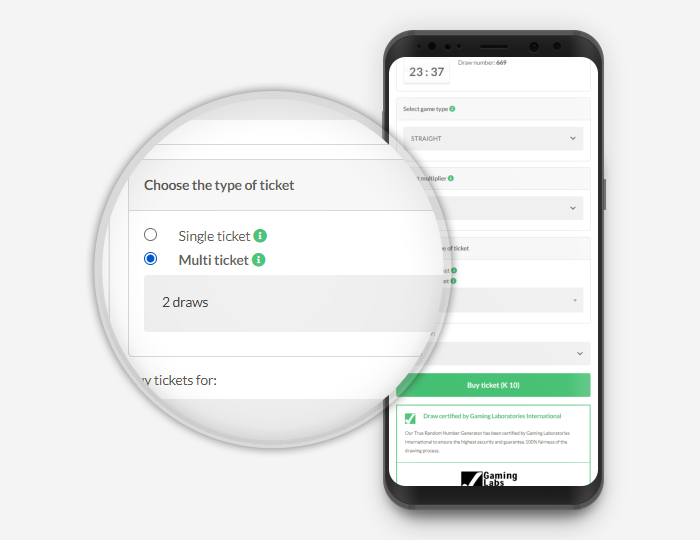 23 : 37
Draw number: 669
Select game type
STRAIGHT
multiplier
of ticket
Choose the type of ticket
Single ticket
Multi ticket
2 draws
tickets for:
Buy ticket (K 10)
Draw certified by Gaming Laboratories International
Our True Random Number Generator has been certified by Gaming Laboratories
International to ensure the highest security and guarantee 100% fairness of the
drawing process.
Gaming
Labs